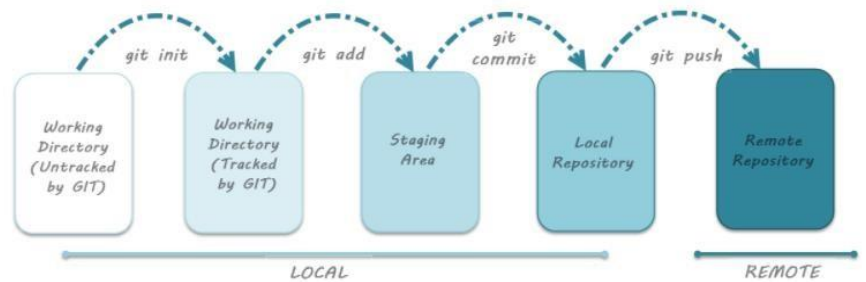 git init
git add
git
commit
git push
Working
Directory
(Untracked
by GIT)
Working
Directory
(Tracked
by GIT)
Staging
Area
Local
Repository
Remote
Repository
LOCAL
REMOTE